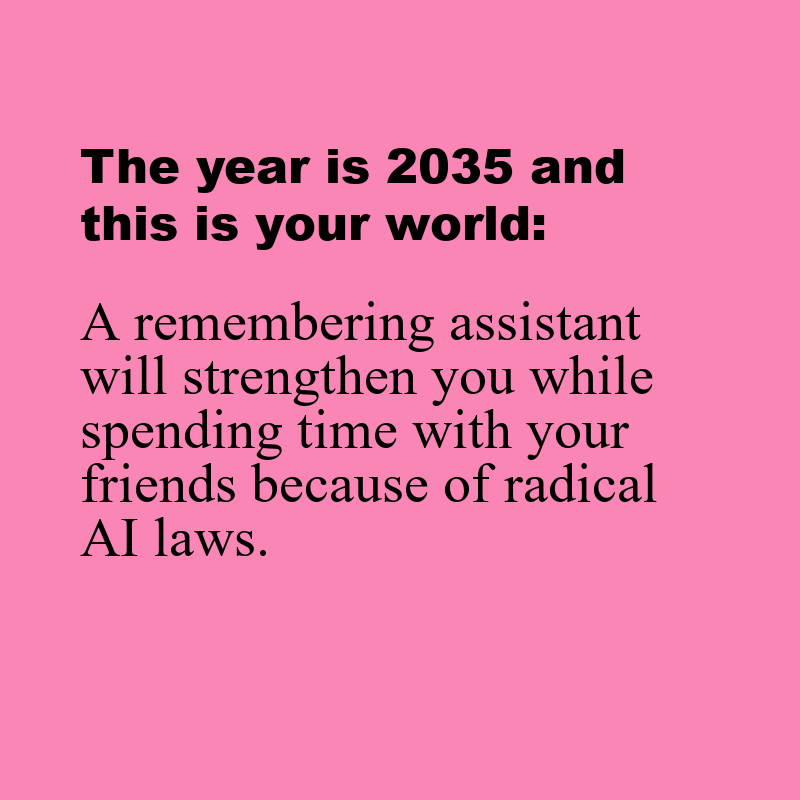 The year is 2035 and
this is your world:
A remembering assistant
will strengthen you while
spending time with your
friends because of radical
AI laws.